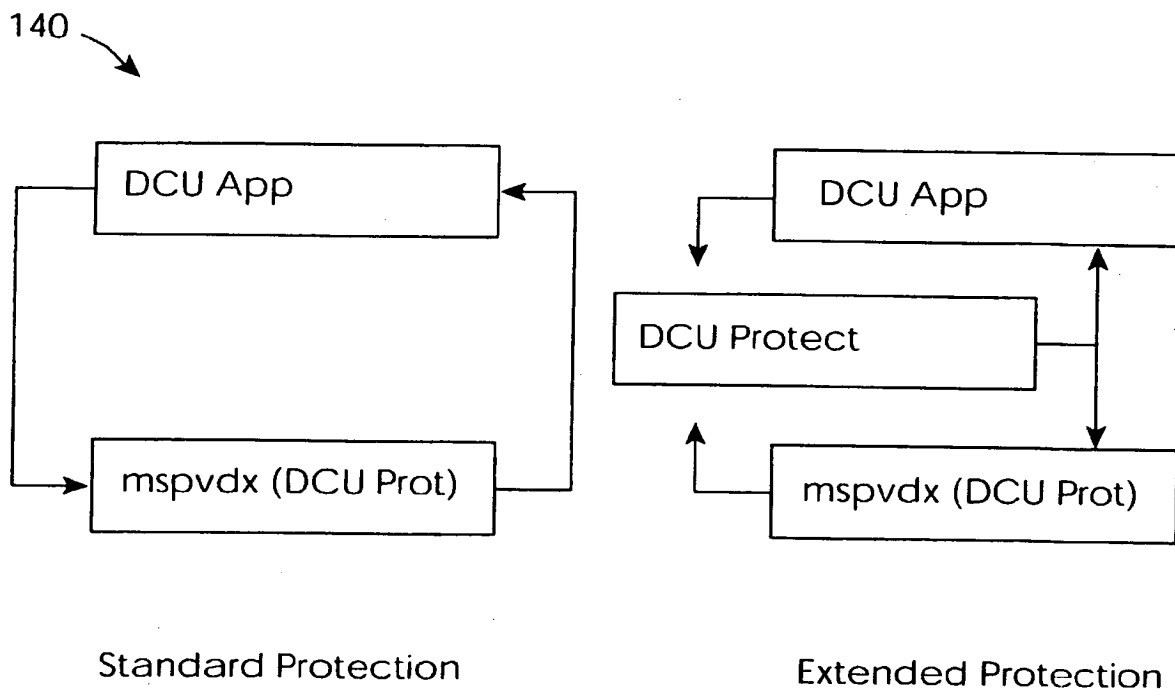 140
DCU App
mspvdx (DCU Prot)
Standard Protection
DCU App
DCU Protect
mspvdx (DCU Prot)
Extended Protection